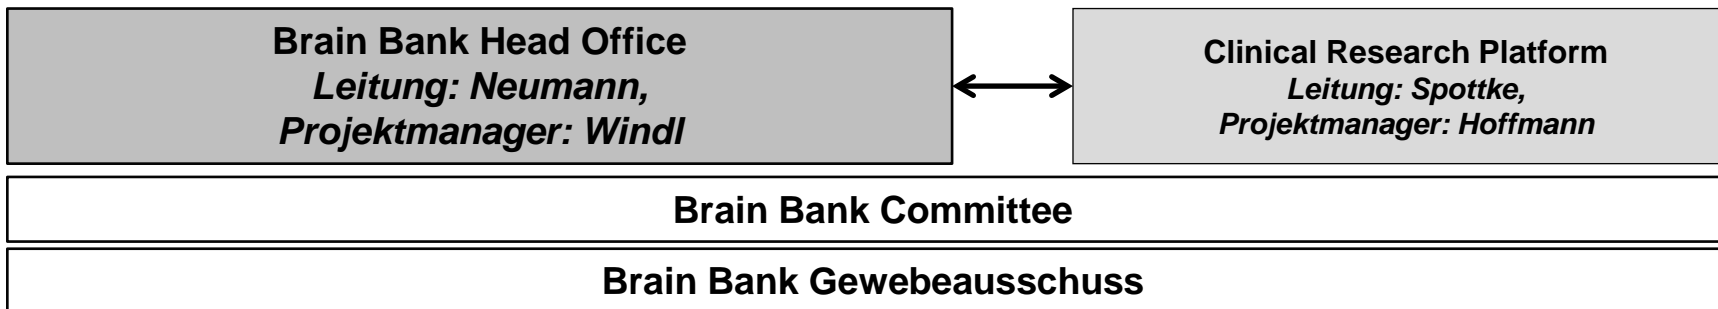 Brain Bank Head Office
Leitung: Neumann,
Projektmanager: Windl
Clinical Research Platform
Leitung: Spottke,
Projektmanager: Hoffmann
Brain Bank Committee
Brain Bank Gewebeausschuss